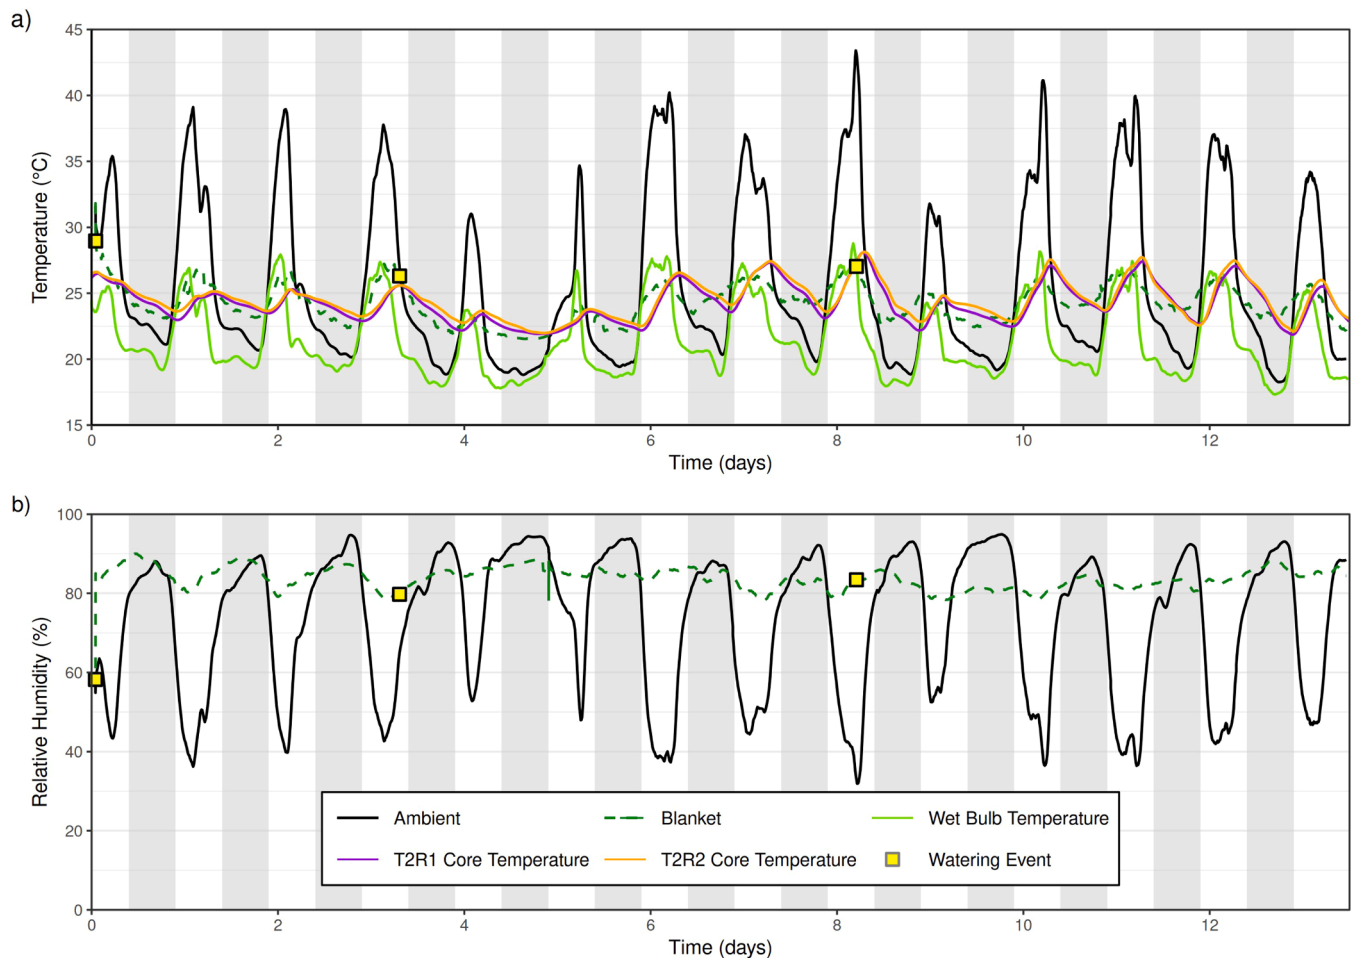 a)
Temperature (°C)
45
40
35
30
25
20
15
0 2 4 6 8 10 12
Time (days)
b)
Relative Humidity (%)
100
80
60
40
20
0
Ambient Blanket Wet Bulb Temperature
T2R1 Core Temperature T2R2 Core Temperature Watering Event
0 2 4 6 8 10 12
Time (days)